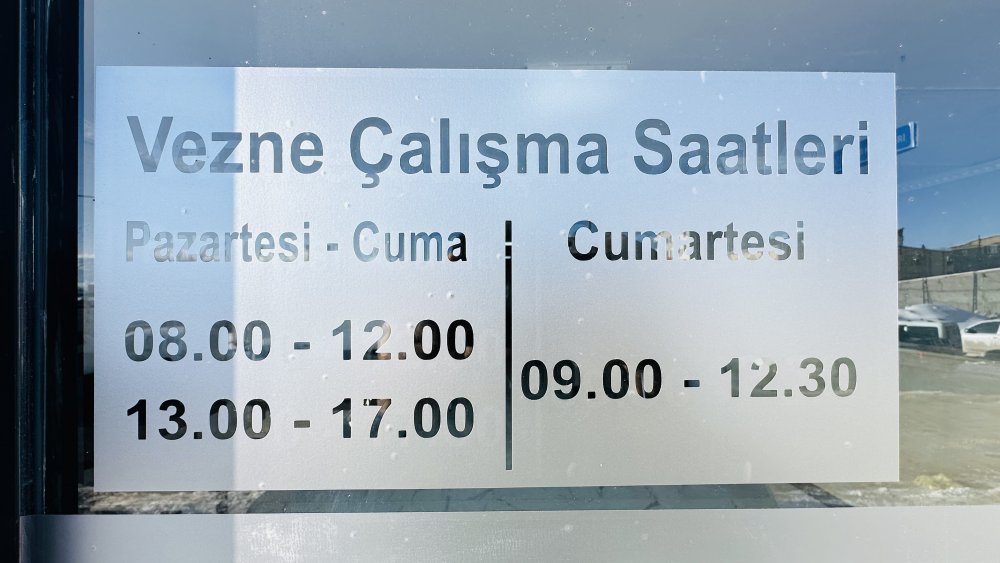 Vezne Çalışma Saatleri
Pazartesi - Cuma
08.00 - 12.00
13.00 - 17.00
Cumartesi
09.00 - 12.30